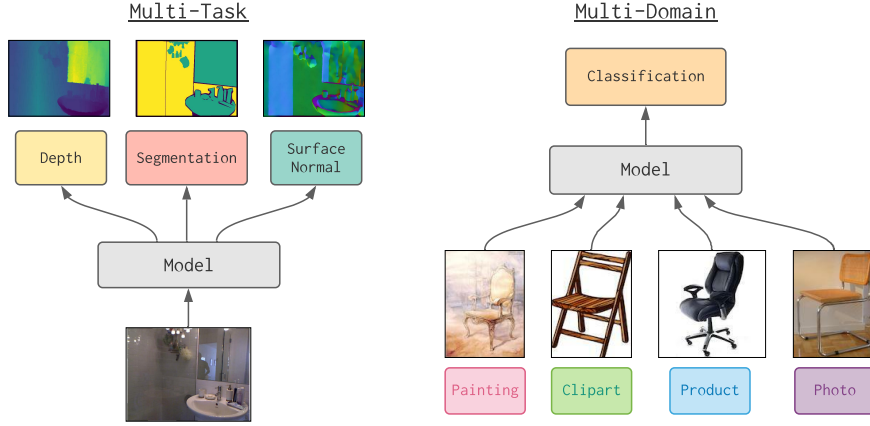 Multi-Task
Multi-Domain
Depth
Segmentation
Surface
Normal
Model
Classification
Model
Painting
Clipart
Product
Photo